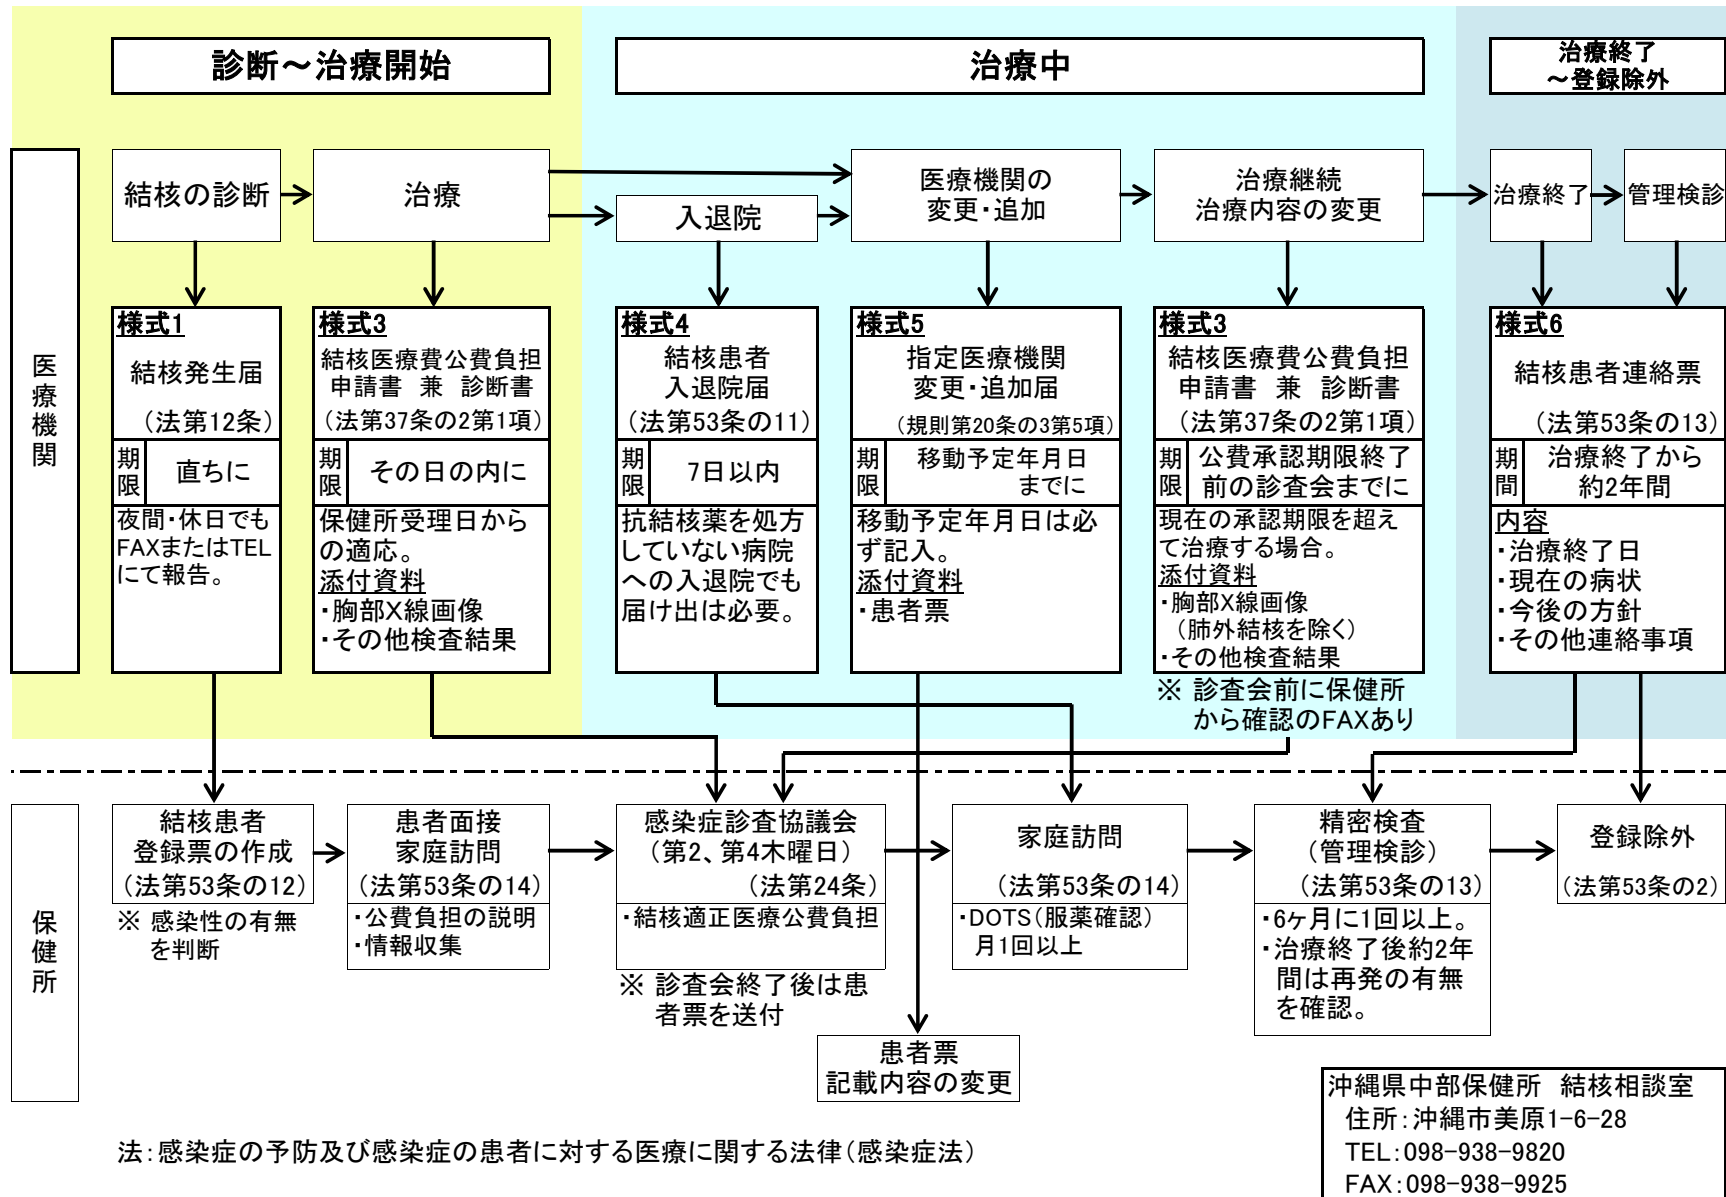 診断～治療開始
治療中
治療終了
～登録除外
医療機関
結核の診断
治療
入退院
医療機関の
変更・追加
治療継続
治療内容の変更
治療終了
管理検診
様式1
結核発生届
（法第12条）
期限
直ちに
夜間・休日でも
FAXまたはTEL
にて報告。
様式3
結核医療費公費負担
申請書 兼 診断書
（法第37条の2第1項）
期限
その日の内に
保健所受理日から
の適応。
添付資料
・胸部X線画像
・その他検査結果
様式4
結核患者
入退院届
（法第53条の11）
期限
7日以内
抗結核薬を処方
していない病院
への入退院でも
届け出は必要。
様式5
指定医療機関
変更・追加届
（規則第20条の3第5項）
期限
移動予定年月日
までに
移動予定年月日は必
ず記入。
添付資料
・患者票
様式3
結核医療費公費負担
申請書 兼 診断書
（法第37条の2第1項）
期限
公費承認期限終了
前の診査会までに
現在の承認期限を超え
て治療する場合。
添付資料
・胸部X線画像
（肺外結核を除く）
・その他検査結果
※ 診査会前に保健所
から確認のFAXあり
様式6
結核患者連絡票
（法第53条の13）
期間
治療終了から
約2年間
内容
・治療終了日
・現在の病状
・今後の方針
・その他連絡事項
保健所
結核患者
登録票の作成
（法第53条の12）
※ 感染性の有無
を判断
患者面接
家庭訪問
（法第53条の14）
・公費負担の説明
・情報収集
感染症診査協議会
（第2、第4木曜日）
（法第24条）
・結核適正医療公費負担
※ 診査会終了後は患
者票を送付
家庭訪問
（法第53条の14）
・DOTS（服薬確認）
月1回以上
精密検査
（管理検診）
（法第53条の13）
・6ヶ月に1回以上。
・治療終了後約2年
間は再発の有無
を確認。
登録除外
（法第53条の2）
患者票
記載内容の変更
法：感染症の予防及び感染症の患者に対する医療に関する法律（感染症法）
沖縄県中部保健所 結核相談室
住所：沖縄市美原1-6-28
TEL：098-938-9820
FAX：098-938-9925